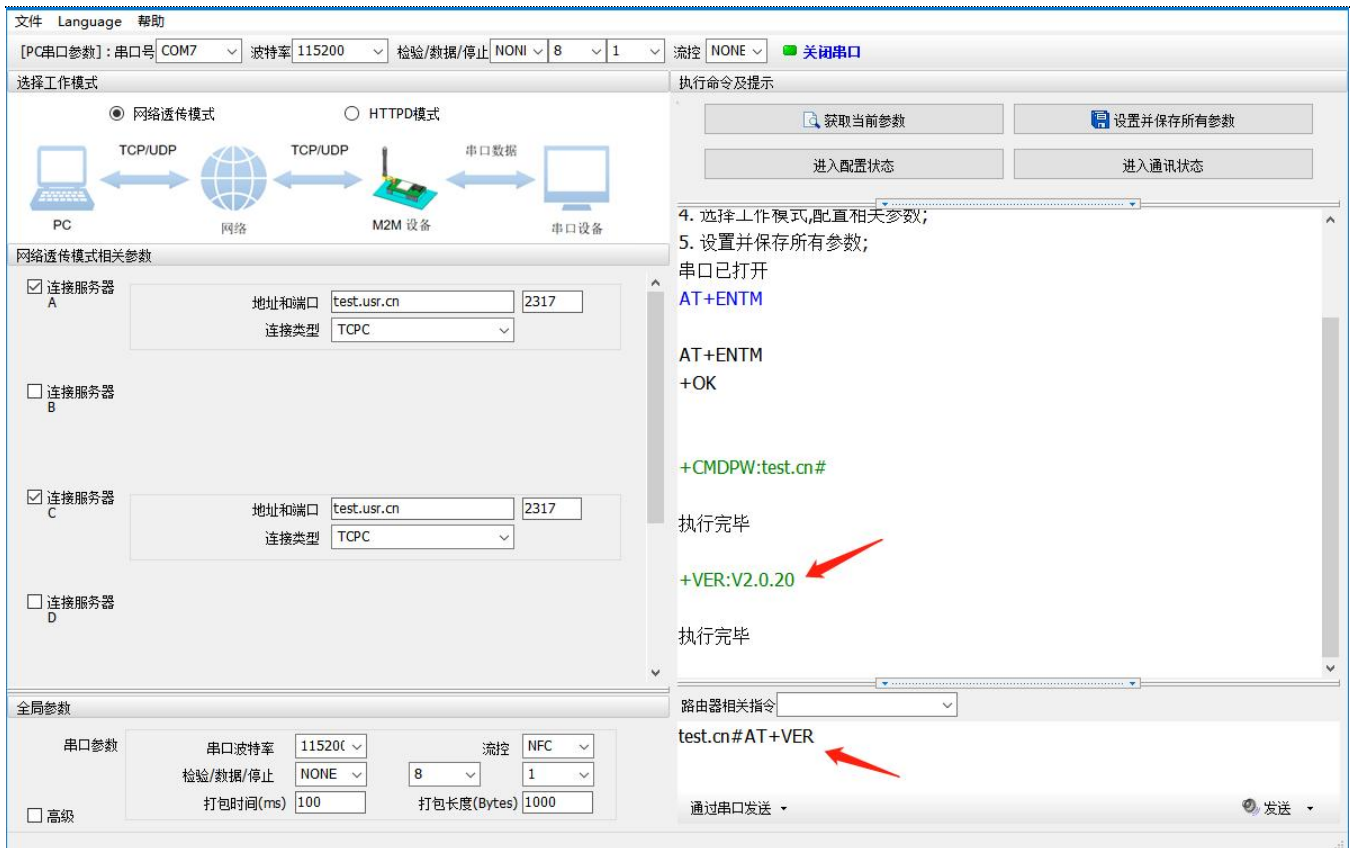 文件 Language 帮助
[PC串口参数]:串口号 COM7 波特率 115200 检验/数据/停止 NONI 8 1 流控 NONE 关闭串口
选择工作模式
网络透传模式 HTTPD模式
TCP/UDP TCP/UDP 串口数据
PC 网络 M2M 设备 串口设备
网络透传模式相关参数
连接服务器
A
地址和端口 test.usr.cn 2317
连接类型 TCPC
连接服务器
B
连接服务器
C
地址和端口 test.usr.cn 2317
连接类型 TCPC
连接服务器
D
全局参数
串口参数 串口波特率 11520( 流控 NFC
检验/数据/停止 NONE 8 1
打包时间(ms) 100 打包长度(Bytes) 1000
高级
执行命令及提示
获取当前参数 设置并保存所有参数
进入配置状态 进入通讯状态
4. 选择工作模式,配置相关参数;
5. 设置并保存所有参数;
串口已打开
AT+ENTM
AT+ENTM
+OK
+CMDPW:test.cn#
执行完毕
+VER:V2.0.20
执行完毕
路由器相关指令
test.cn#AT+VER
通过串口发送 发送